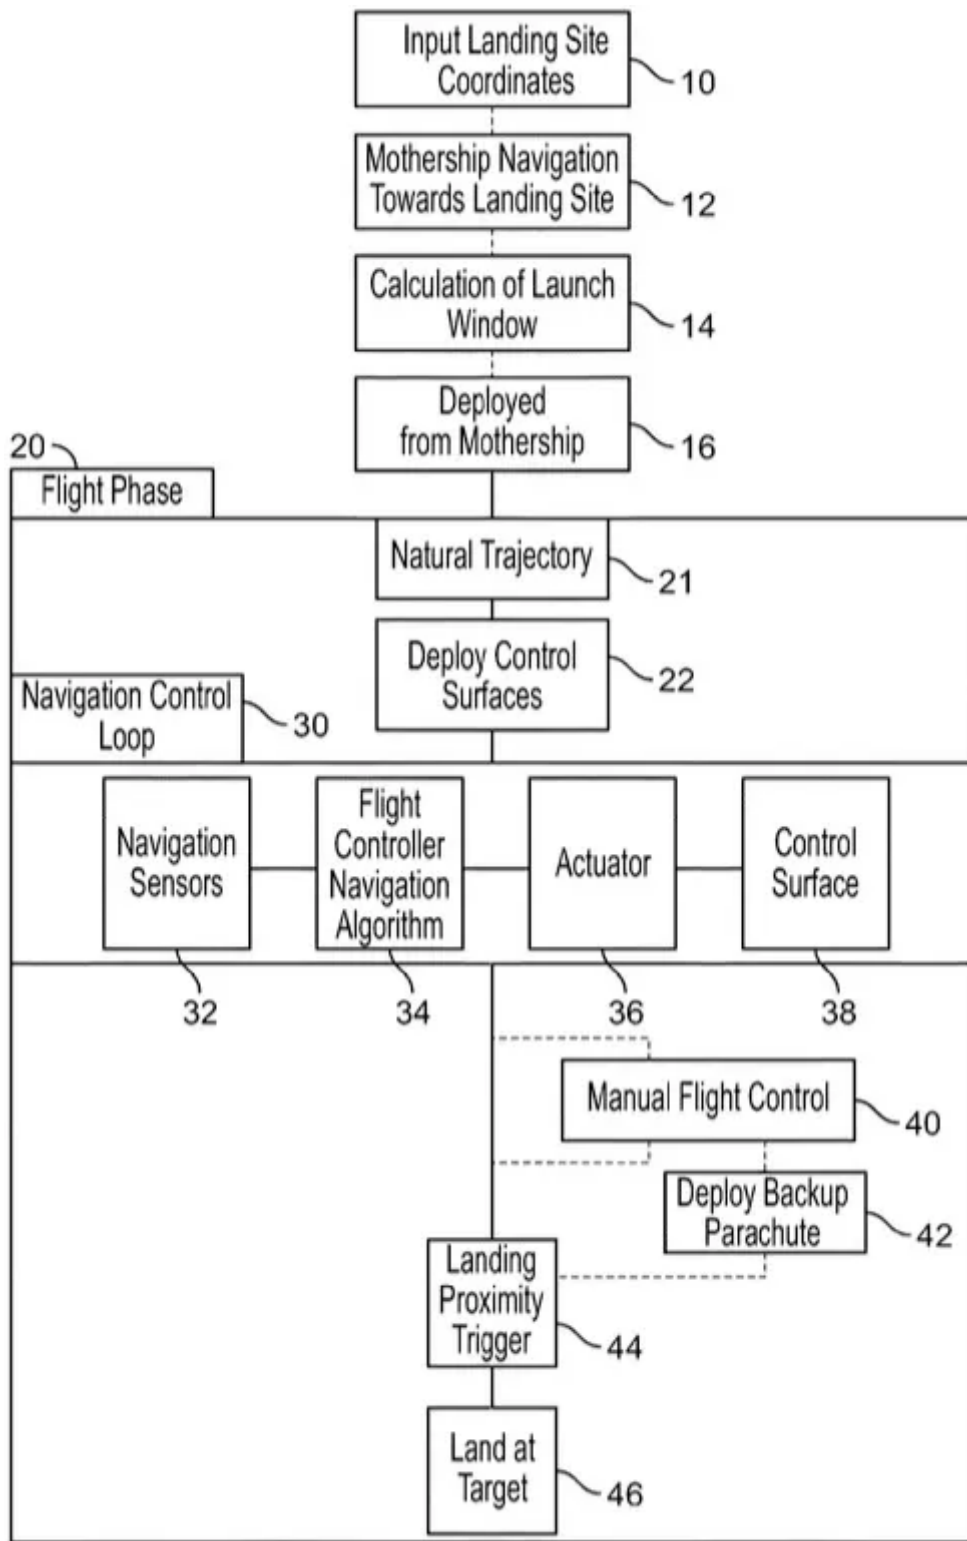 Input Landing Site
Coordinates
10
Mothership Navigation
Towards Landing Site
12
Calculation of Launch
Window
14
Deployed
from Mothership
16
20
Flight Phase
Natural Trajectory
21
Deploy Control
Surfaces
22
Navigation Control
Loop
30
Navigation
Sensors
32
Flight
Controller
Navigation
Algorithm
34
Actuator
36
Control
Surface
38
Manual Flight Control
40
Deploy Backup
Parachute
42
Landing
Proximity
Trigger
44
Land at
Target
46